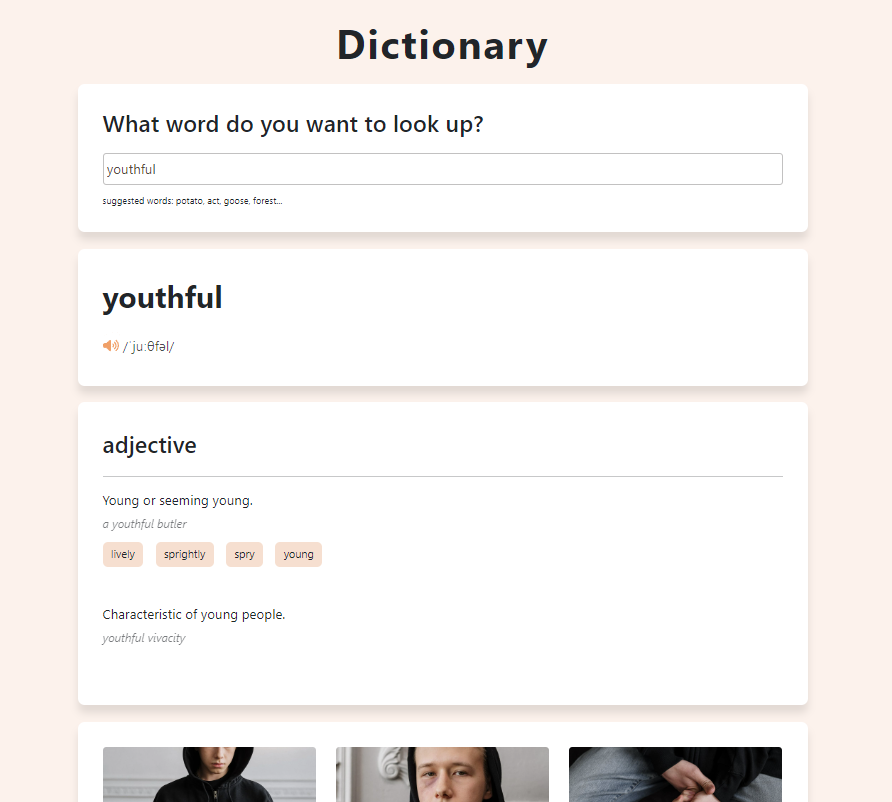 Dictionary
What word do you want to look up?
youthful
suggested words: potato, act, goose, forest...
youthful
/ˈjuːθfəl/
adjective
Young or seeming young.
a youthful butler
lively sprightly spry young
Characteristic of young people.
youthful vivacity